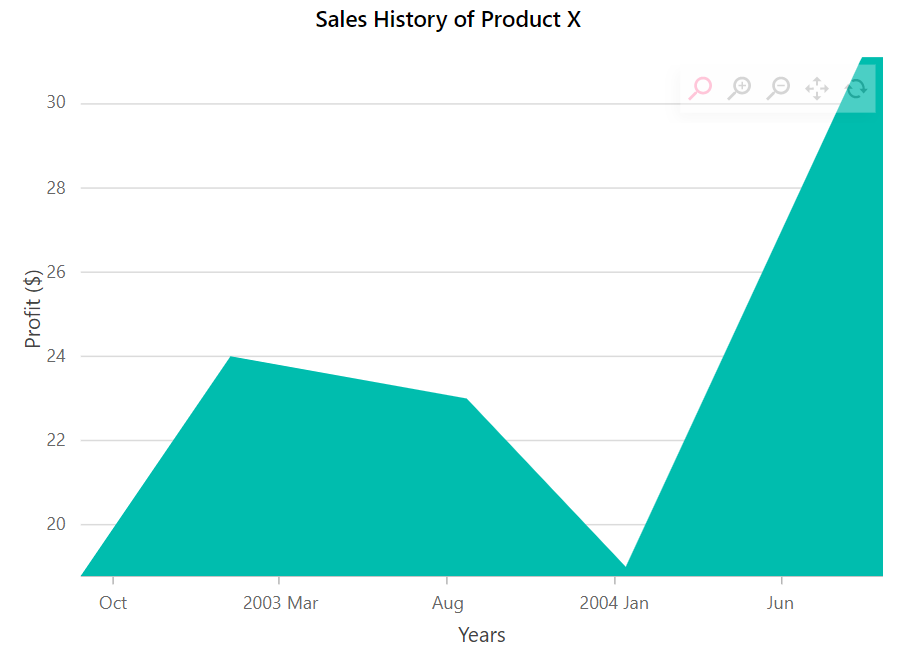 Sales History of Product X
30
28
26
24
22
20
Profit ($)
Oct
2003 Mar
Aug
2004 Jan
Jun
Years